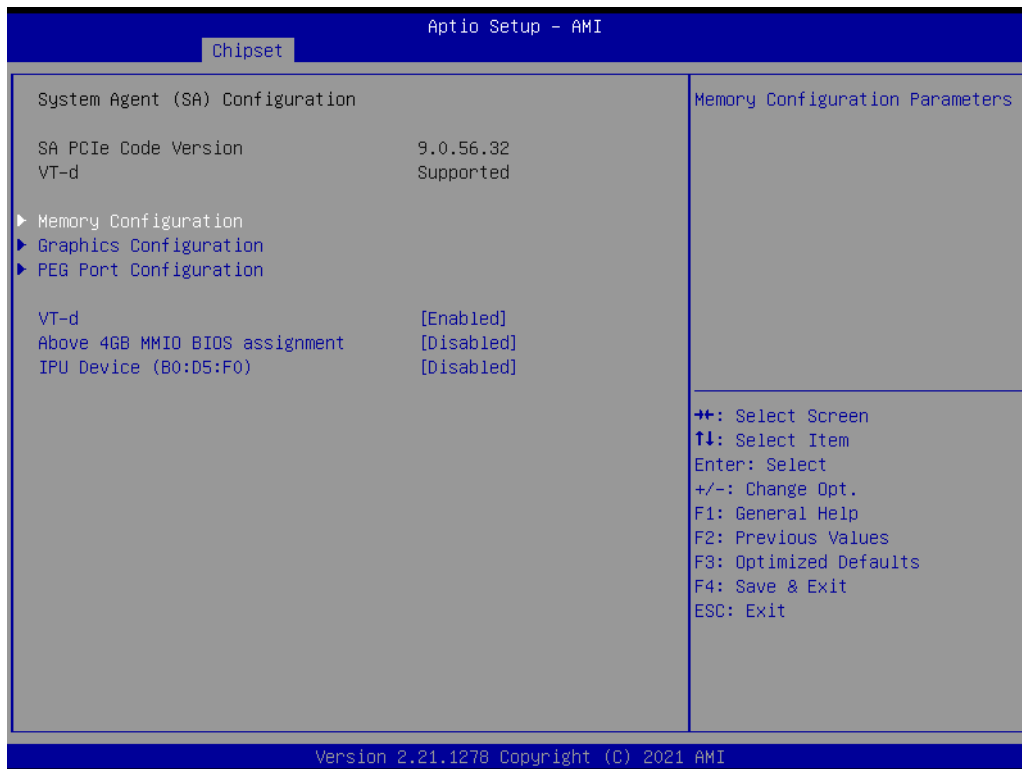 Aptio Setup - AMI
Chipset
System Agent (SA) Configuration
SA PCIe Code Version 9.0.56.32
VT-d Supported
Memory Configuration
Graphics Configuration
PEG Port Configuration
VT-d [Enabled]
Above 4GB MMIO BIOS assignment [Disabled]
IPU Device (B0:D5:F0) [Disabled]
Memory Configuration Parameters
→←: Select Screen
↑↓: Select Item
Enter: Select
+/-: Change Opt.
F1: General Help
F2: Previous Values
F3: Optimized Defaults
F4: Save & Exit
ESC: Exit
Version 2.21.1278 Copyright (C) 2021 AMI